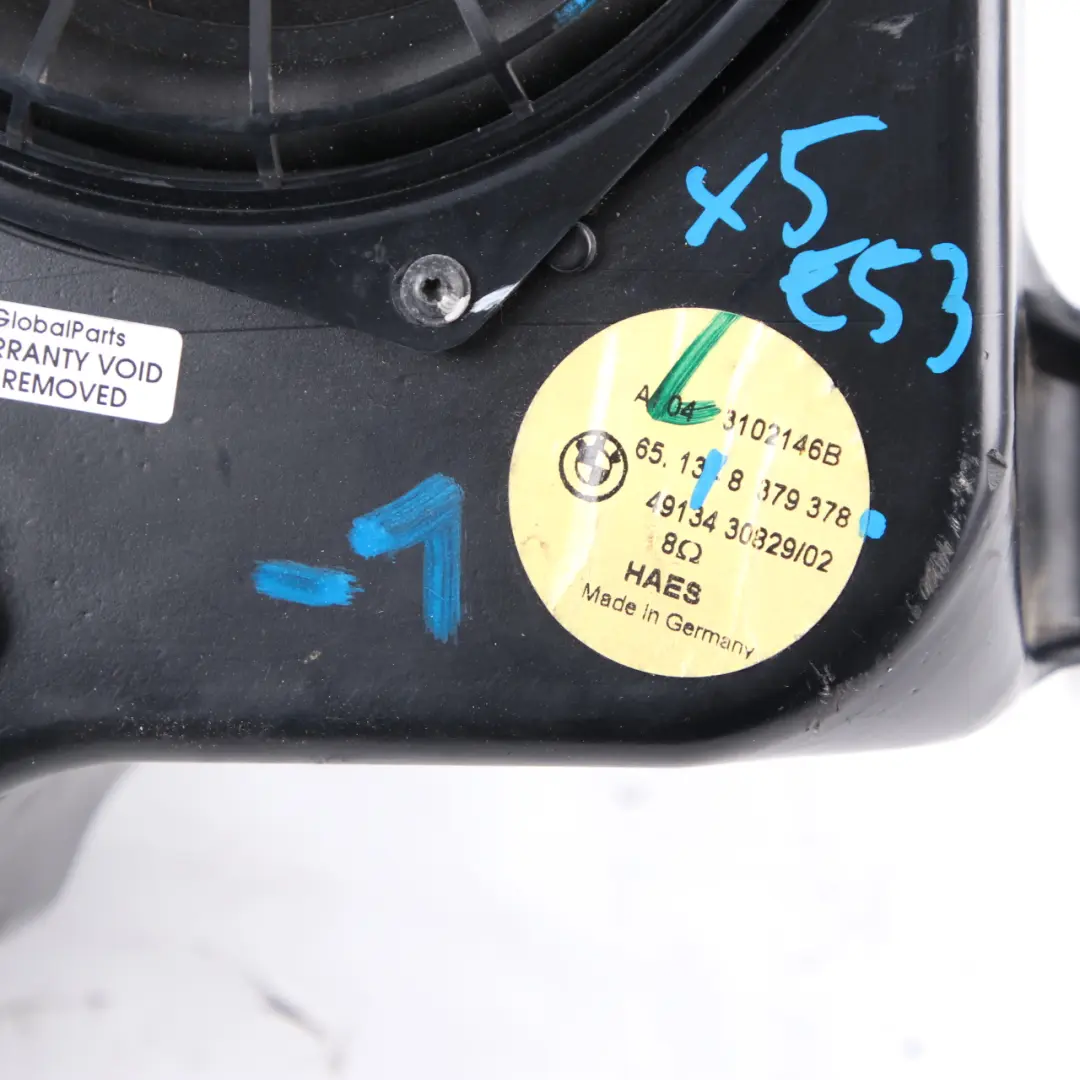 x5
E53
GlobalParts
RRANTY VOID
REMOVED
3102146B
65. 13 8 379 378
49134 30829/02
8Ω
HAES
Made in Germany
-1